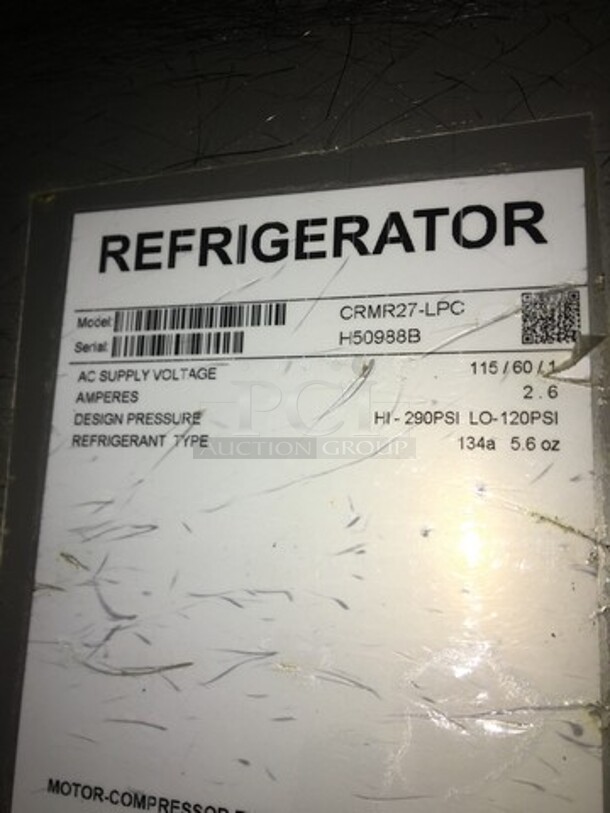 REFRIGERATOR
Model: CRMR27-LPC
Serial: H50988B
AC SUPPLY VOLTAGE 115 / 60 / 1
AMPERES 2.6
DESIGN PRESSURE HI - 290PSI LO-120PSI
REFRIGERANT TYPE 134a 5.6 oz
PCI
AUCTION GROUP
MOTOR-COMPRESSOR